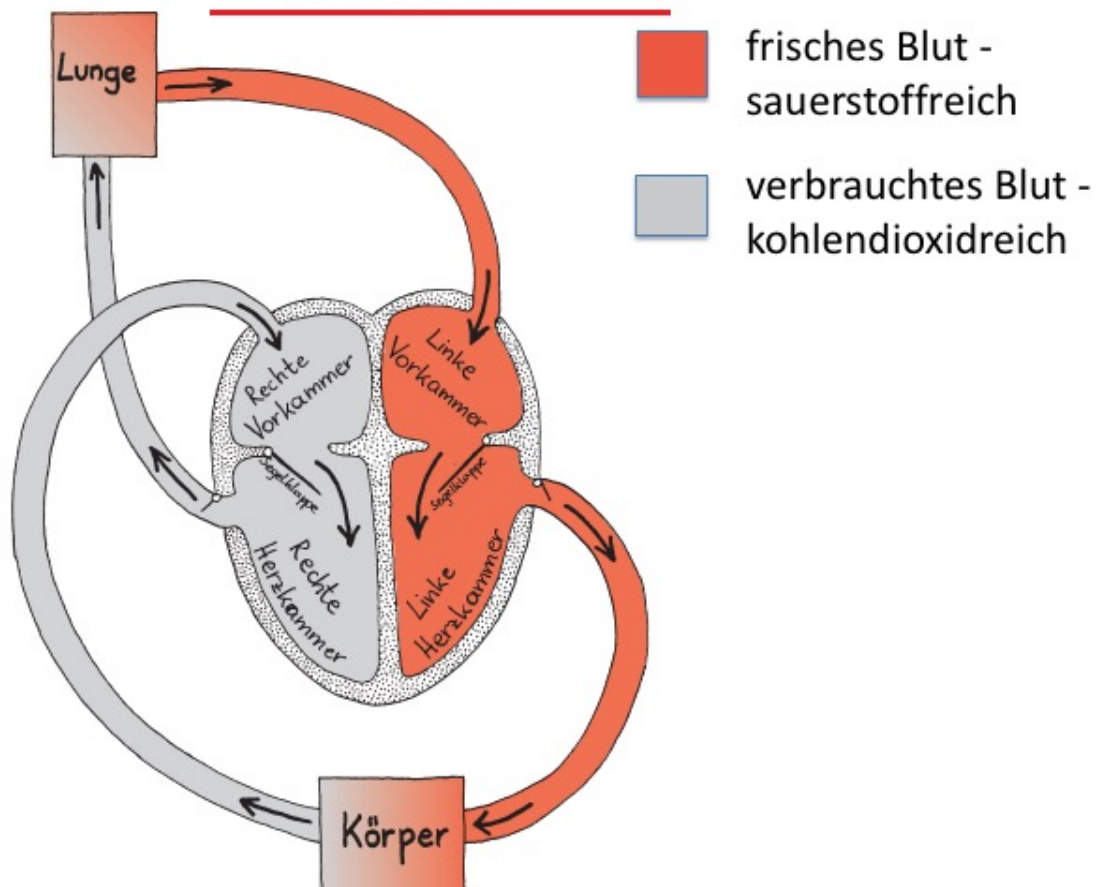 Lunge
frisches Blut -
sauerstoffreich
verbrauchtes Blut -
kohlendioxidreich
Rechte
Vorkammer
Linke
Vorkammer
Segelklappe
Segelklappe
Rechte
Herzkammer
Linke
Herzkammer
Körper